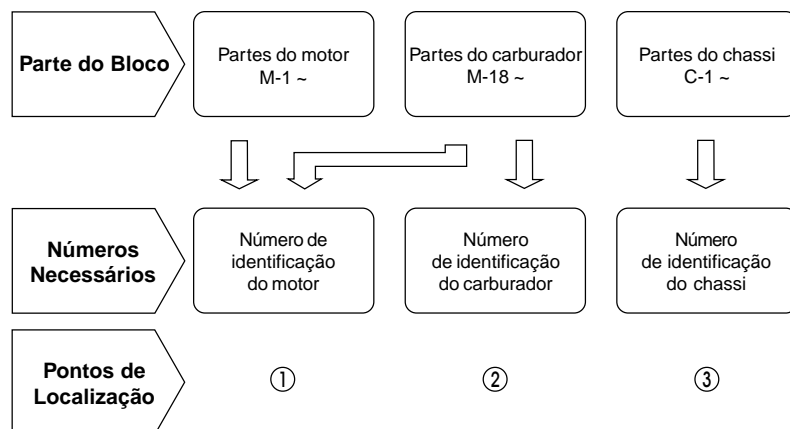 Parte do Bloco
Partes do motor
M-1 ~
Partes do carburador
M-18 ~
Partes do chassi
C-1 ~
Números
Necessários
Número de
identificação
do motor
Número
de identificação
do carburador
Número
de identificação
do chassi
Pontos de
Localização
①
②
③